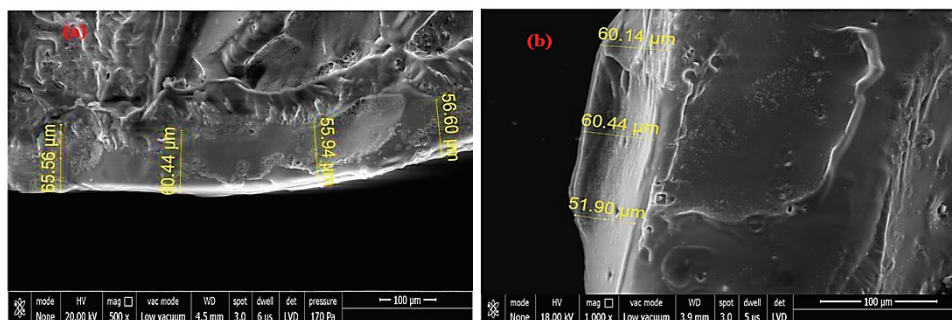 (a)
65.56 µm
60.44 µm
55.94 µm
56.60 µm
mode HV mag vac mode WD spot dwell det pressure
None 20.00 kV 500 x Low vacuum 4.5 mm 3.0 6 µs LVD 170 Pa
100 µm
(b)
60.14 µm
60.44 µm
51.90 µm
mode HV mag vac mode WD spot dwell det
None 18.00 kV 1 000 x Low vacuum 3.9 mm 3.0 5 µs LVD
100 µm